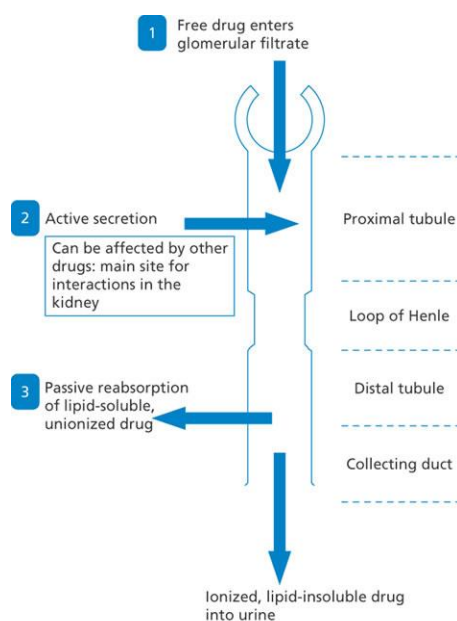 1 Free drug enters
glomerular filtrate
2 Active secretion
Can be affected by other
drugs: main site for
interactions in the
kidney
Proximal tubule
Loop of Henle
3 Passive reabsorption
of lipid-soluble,
unionized drug
Distal tubule
Collecting duct
Ionized, lipid-insoluble drug
into urine